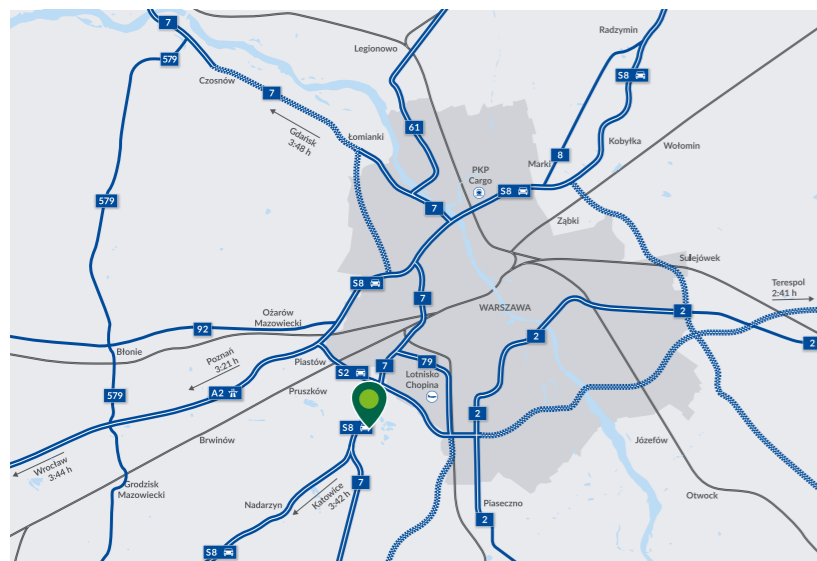 7
Radzymin
Legionowo
579
S8
Czosnów
7
Gdańsk
3:48 h
Łomianki
61
Kobyłka
Wołomin
8
PKP
Cargo
Marki
S8
579
7
Ząbki
Sulejówek
Terespol
2:41 h
S8
7
WARSZAWA
2
Ożarów
Mazowiecki
92
2
2
Błonie
Poznań
3:21 h
Piastów
7
79
S2
Lotnisko
Chopina
579
A2
Pruszków
2
S8
Brwinów
Józefów
Wrocław
3:44 h
Grodzisk
Mazowiecki
7
Nadarzyn
Katowice
3:42 h
Piaseczno
Otwock
2
S8